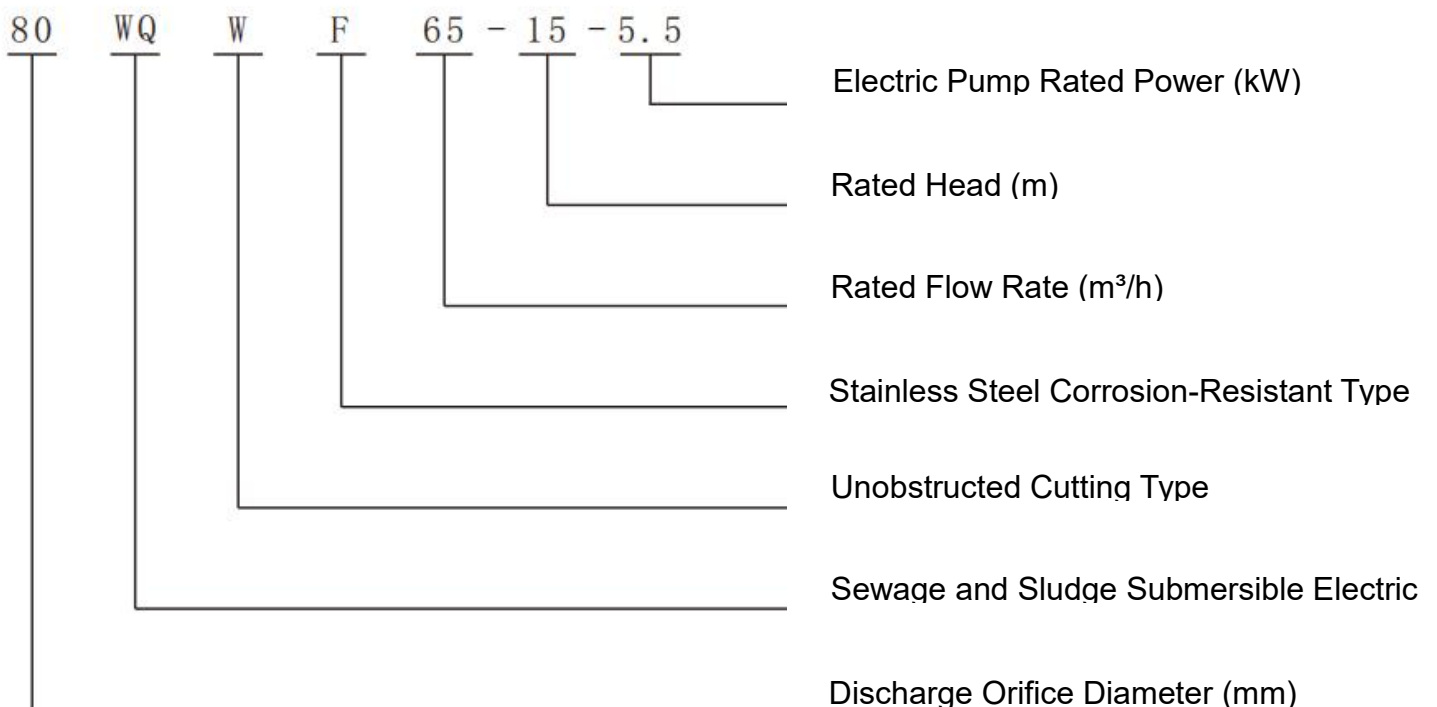 80 WQ W F 65 - 15 - 5.5
Electric Pump Rated Power (kW)
Rated Head (m)
Rated Flow Rate (m³/h)
Stainless Steel Corrosion-Resistant Type
Unobstructed Cutting Type
Sewage and Sludge Submersible Electric
Discharge Orifice Diameter (mm)